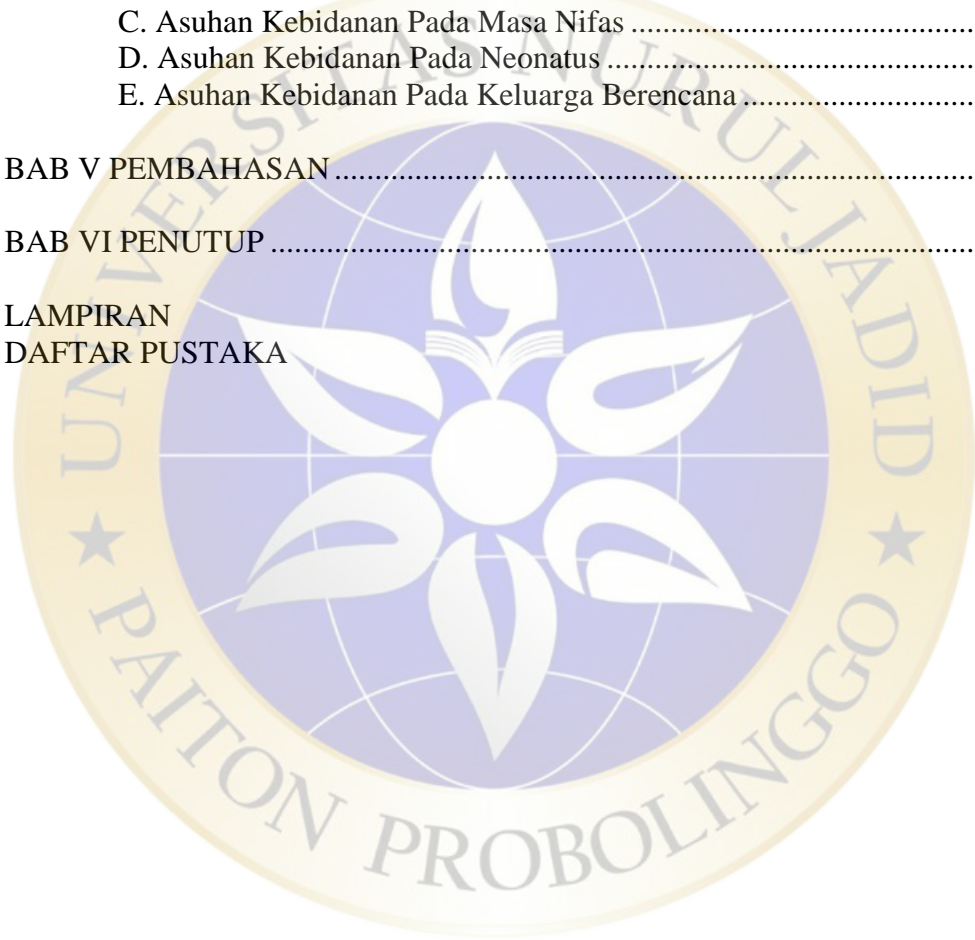 C. Asuhan Kebidanan Pada Masa Nifas ..........................................
D. Asuhan Kebidanan Pada Neonatus .............................................
E. Asuhan Kebidanan Pada Keluarga Berencana .............................
BAB V PEMBAHASAN ................................................................................
BAB VI PENUTUP ........................................................................................
LAMPIRAN
DAFTAR PUSTAKA
UNIVERSITAS NURUL JADID
PAITON PROBOLINGGO